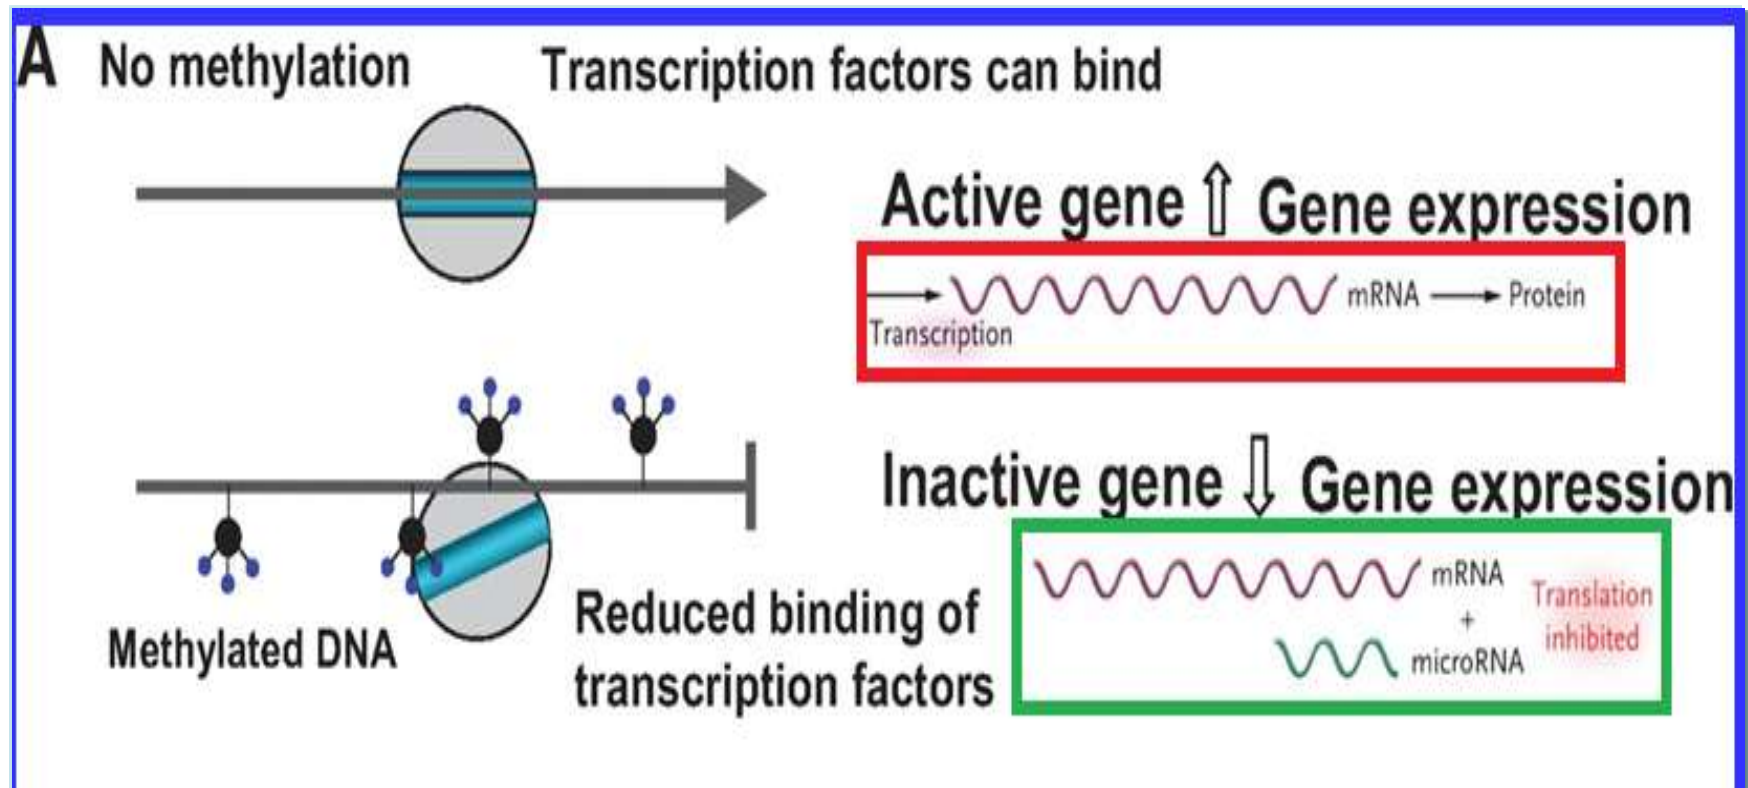 A
No methylation
Transcription factors can bind
Active gene ⇧ Gene expression
mRNA
Protein
Transcription
Inactive gene ⇩ Gene expression
mRNA
+
microRNA
Translation
inhibited
Methylated DNA
Reduced binding of
transcription factors